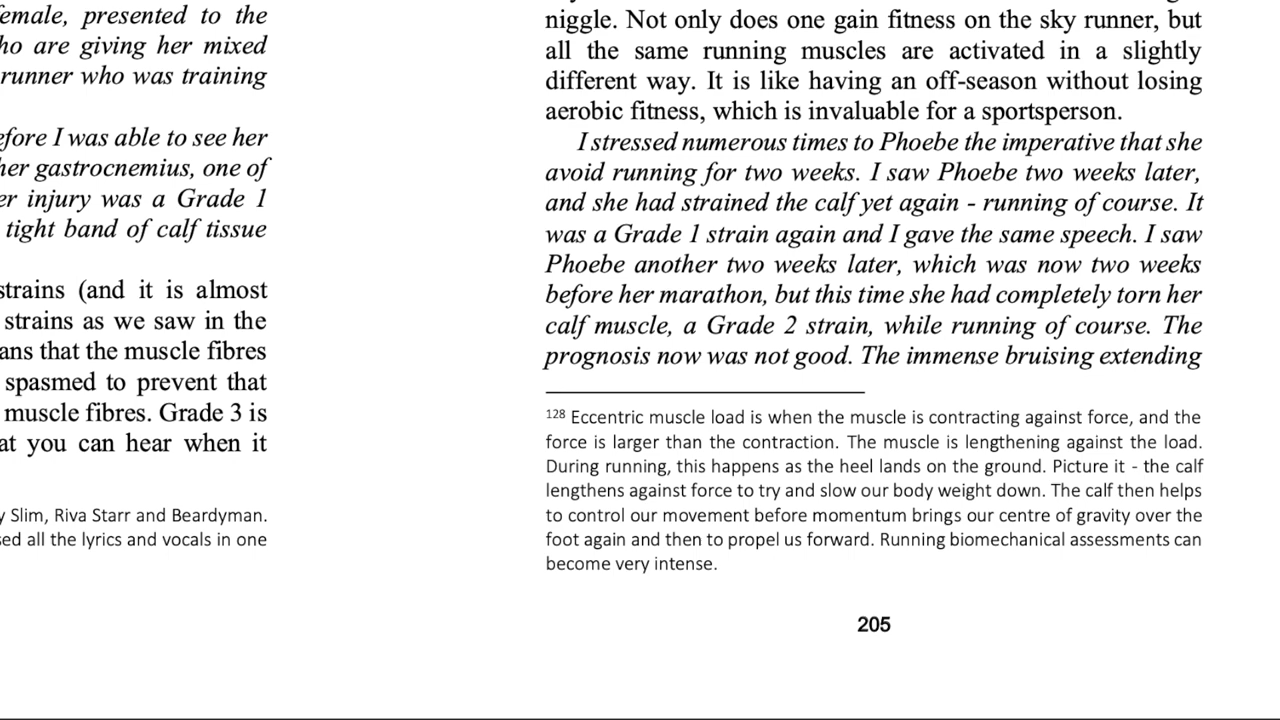 female, presented to the
who are giving her mixed
runner who was training
before I was able to see her
her gastrocnemius, one of
er injury was a Grade 1
tight band of calf tissue
strains (and it is almost
strains as we saw in the
ans that the muscle fibres
spasmed to prevent that
muscle fibres. Grade 3 is
at you can hear when it
y Slim, Riva Starr and Beardyman.
sed all the lyrics and vocals in one
niggle. Not only does one gain fitness on the sky runner, but
all the same running muscles are activated in a slightly
different way. It is like having an off-season without losing
aerobic fitness, which is invaluable for a sportsperson.
I stressed numerous times to Phoebe the imperative that she
avoid running for two weeks. I saw Phoebe two weeks later,
and she had strained the calf yet again - running of course. It
was a Grade 1 strain again and I gave the same speech. I saw
Phoebe another two weeks later, which was now two weeks
before her marathon, but this time she had completely torn her
calf muscle, a Grade 2 strain, while running of course. The
prognosis now was not good. The immense bruising extending
128 Eccentric muscle load is when the muscle is contracting against force, and the
force is larger than the contraction. The muscle is lengthening against the load.
During running, this happens as the heel lands on the ground. Picture it - the calf
lengthens against force to try and slow our body weight down. The calf then helps
to control our movement before momentum brings our centre of gravity over the
foot again and then to propel us forward. Running biomechanical assessments can
become very intense.
205